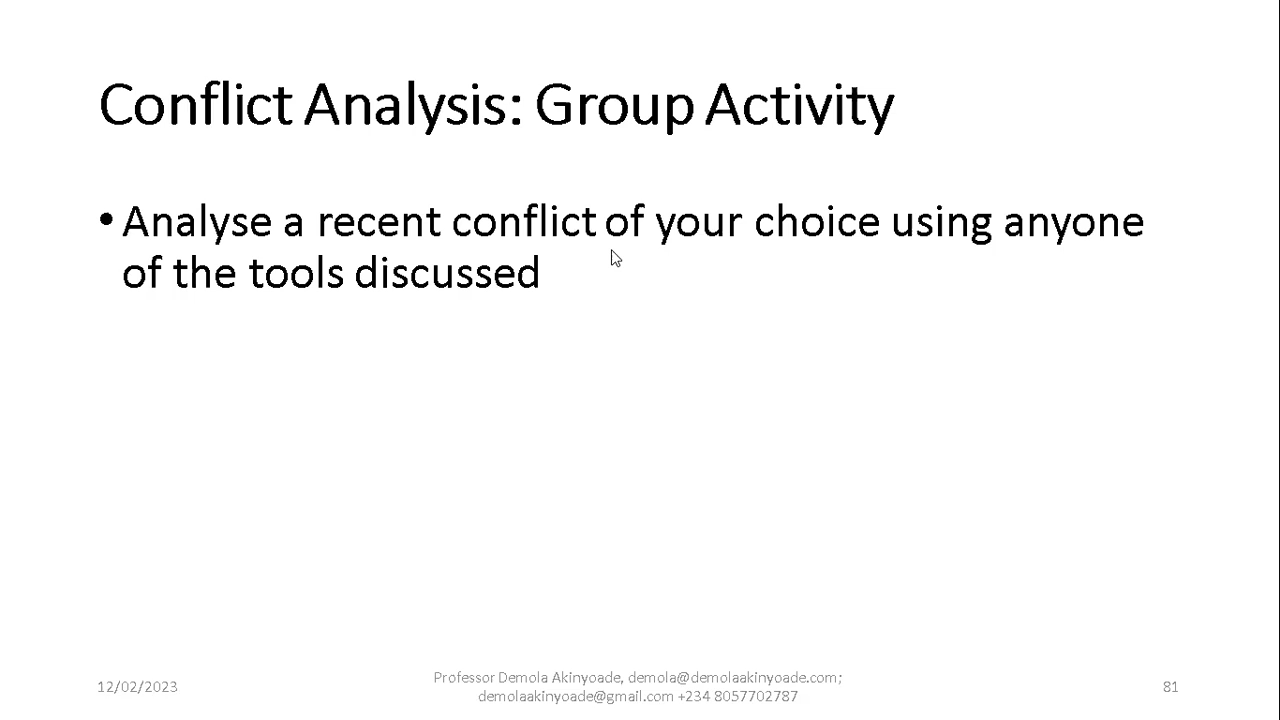 Conflict Analysis: Group Activity
• Analyse a recent conflict of your choice using anyone
of the tools discussed
12/02/2023
Professor Demola Akinyoade, demola@demolaakinyoade.com;
demolaakinyoade@gmail.com +234 8057702787
81